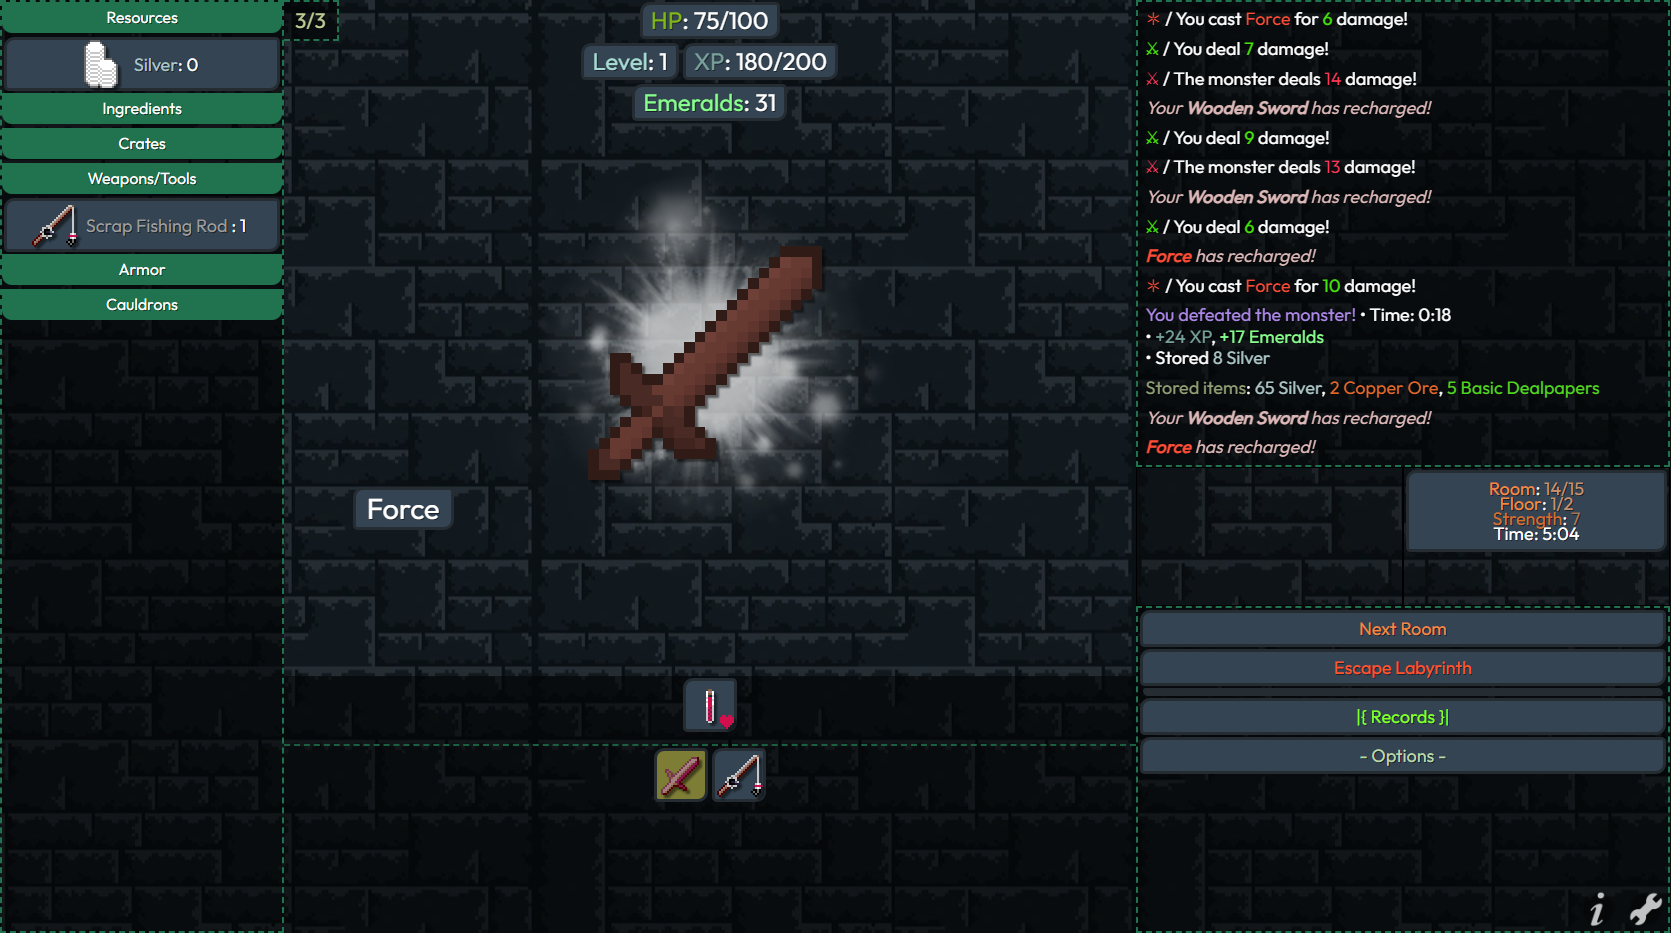 Resources
Silver: 0
Ingredients
Crates
Weapons/Tools
Scrap Fishing Rod : 1
Armor
Cauldrons
3/3
HP: 75/100
Level: 1
XP: 180/200
Emeralds: 31
Force
/ You cast Force for 6 damage!
/ You deal 7 damage!
/ The monster deals 14 damage!
Your Wooden Sword has recharged!
/ You deal 9 damage!
/ The monster deals 13 damage!
Your Wooden Sword has recharged!
/ You deal 6 damage!
Force has recharged!
/ You cast Force for 10 damage!
You defeated the monster! • Time: 0:18
• +24 XP, +17 Emeralds
• Stored 8 Silver
Stored items: 65 Silver, 2 Copper Ore, 5 Basic Dealpapers
Your Wooden Sword has recharged!
Force has recharged!
Room: 14/15
Floor: 1/2
Strength: 7
Time: 5:04
Next Room
Escape Labyrinth
|{ Records }|
- Options -
i